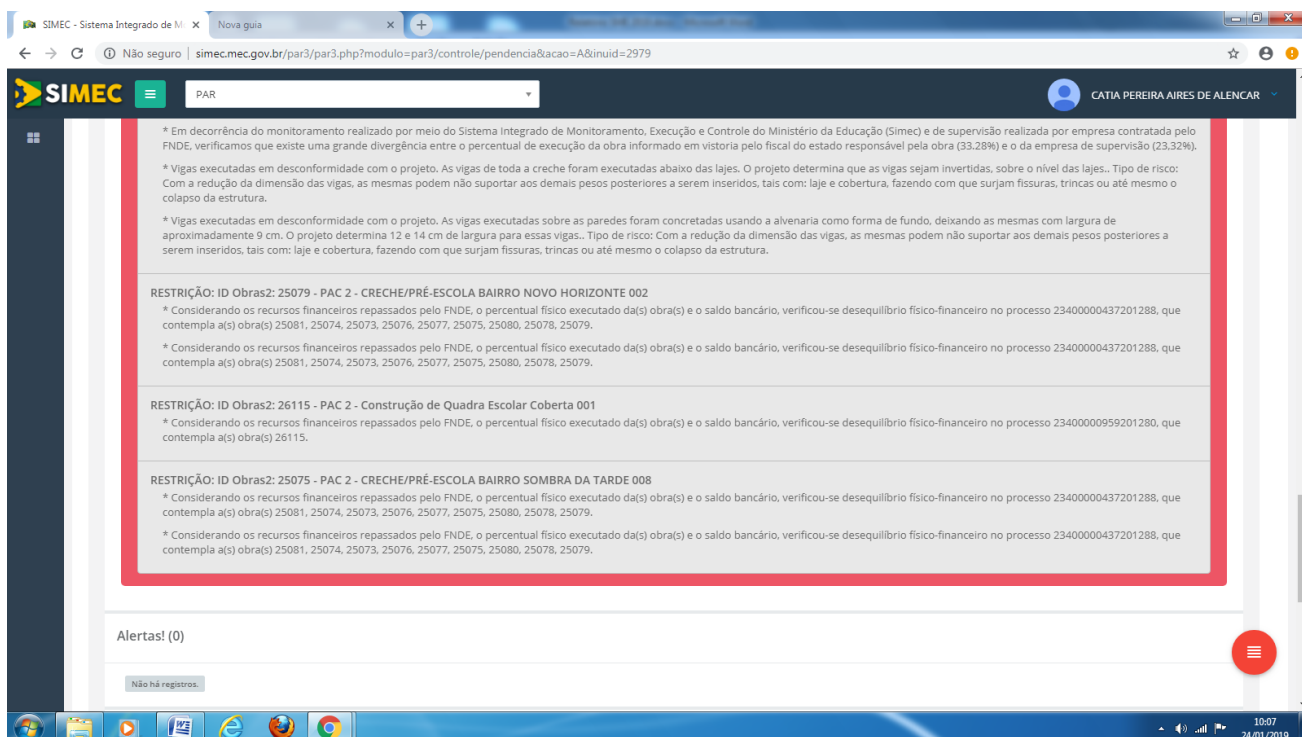 SIMEC - Sistema Integrado de M
Nova guia
Não seguro | simec.mec.gov.br/par3/par3.php?modulo=par3/controle/pendencia&acao=A&inuid=2979
SIMEC
PAR
CATIA PEREIRA AIRES DE ALENCAR
* Em decorrência do monitoramento realizado por meio do Sistema Integrado de Monitoramento, Execução e Controle do Ministério da Educação (Simec) e de supervisão realizada por empresa contratada pelo
FNDE, verificamos que existe uma grande divergência entre o percentual de execução da obra informado em vistoria pelo fiscal do estado responsável pela obra (33.28%) e o da empresa de supervisão (23,32%).
* Vigas executadas em desconformidade com o projeto. As vigas de toda a creche foram executadas abaixo das lajes. O projeto determina que as vigas sejam invertidas, sobre o nível das lajes.. Tipo de risco:
Com a redução da dimensão das vigas, as mesmas podem não suportar aos demais pesos posteriores a serem inseridos, tais com: laje e cobertura, fazendo com que surjam fissuras, trincas ou até mesmo o
colapso da estrutura.
* Vigas executadas em desconformidade com o projeto. As vigas executadas sobre as paredes foram concretadas usando a alvenaria como forma de fundo, deixando as mesmas com largura de
aproximadamente 9 cm. O projeto determina 12 e 14 cm de largura para essas vigas.. Tipo de risco: Com a redução da dimensão das vigas, as mesmas podem não suportar aos demais pesos posteriores a
serem inseridos, tais com: laje e cobertura, fazendo com que surjam fissuras, trincas ou até mesmo o colapso da estrutura.
RESTRIÇÃO: ID Obras2: 25079 - PAC 2 - CRECHE/PRÉ-ESCOLA BAIRRO NOVO HORIZONTE 002
* Considerando os recursos financeiros repassados pelo FNDE, o percentual físico executado da(s) obra(s) e o saldo bancário, verificou-se desequilíbrio físico-financeiro no processo 23400000437201288, que
contempla a(s) obra(s) 25081, 25074, 25073, 25076, 25077, 25075, 25080, 25078, 25079.
* Considerando os recursos financeiros repassados pelo FNDE, o percentual físico executado da(s) obra(s) e o saldo bancário, verificou-se desequilíbrio físico-financeiro no processo 23400000437201288, que
contempla a(s) obra(s) 25081, 25074, 25073, 25076, 25077, 25075, 25080, 25078, 25079.
RESTRIÇÃO: ID Obras2: 26115 - PAC 2 - Construção de Quadra Escolar Coberta 001
* Considerando os recursos financeiros repassados pelo FNDE, o percentual físico executado da(s) obra(s) e o saldo bancário, verificou-se desequilíbrio físico-financeiro no processo 23400000959201280, que
contempla a(s) obra(s) 26115.
RESTRIÇÃO: ID Obras2: 25075 - PAC 2 - CRECHE/PRÉ-ESCOLA BAIRRO SOMBRA DA TARDE 008
* Considerando os recursos financeiros repassados pelo FNDE, o percentual físico executado da(s) obra(s) e o saldo bancário, verificou-se desequilíbrio físico-financeiro no processo 23400000437201288, que
contempla a(s) obra(s) 25081, 25074, 25073, 25076, 25077, 25075, 25080, 25078, 25079.
* Considerando os recursos financeiros repassados pelo FNDE, o percentual físico executado da(s) obra(s) e o saldo bancário, verificou-se desequilíbrio físico-financeiro no processo 23400000437201288, que
contempla a(s) obra(s) 25081, 25074, 25073, 25076, 25077, 25075, 25080, 25078, 25079.
Alertas! (0)
Não há registros.
10:07
24/01/2019